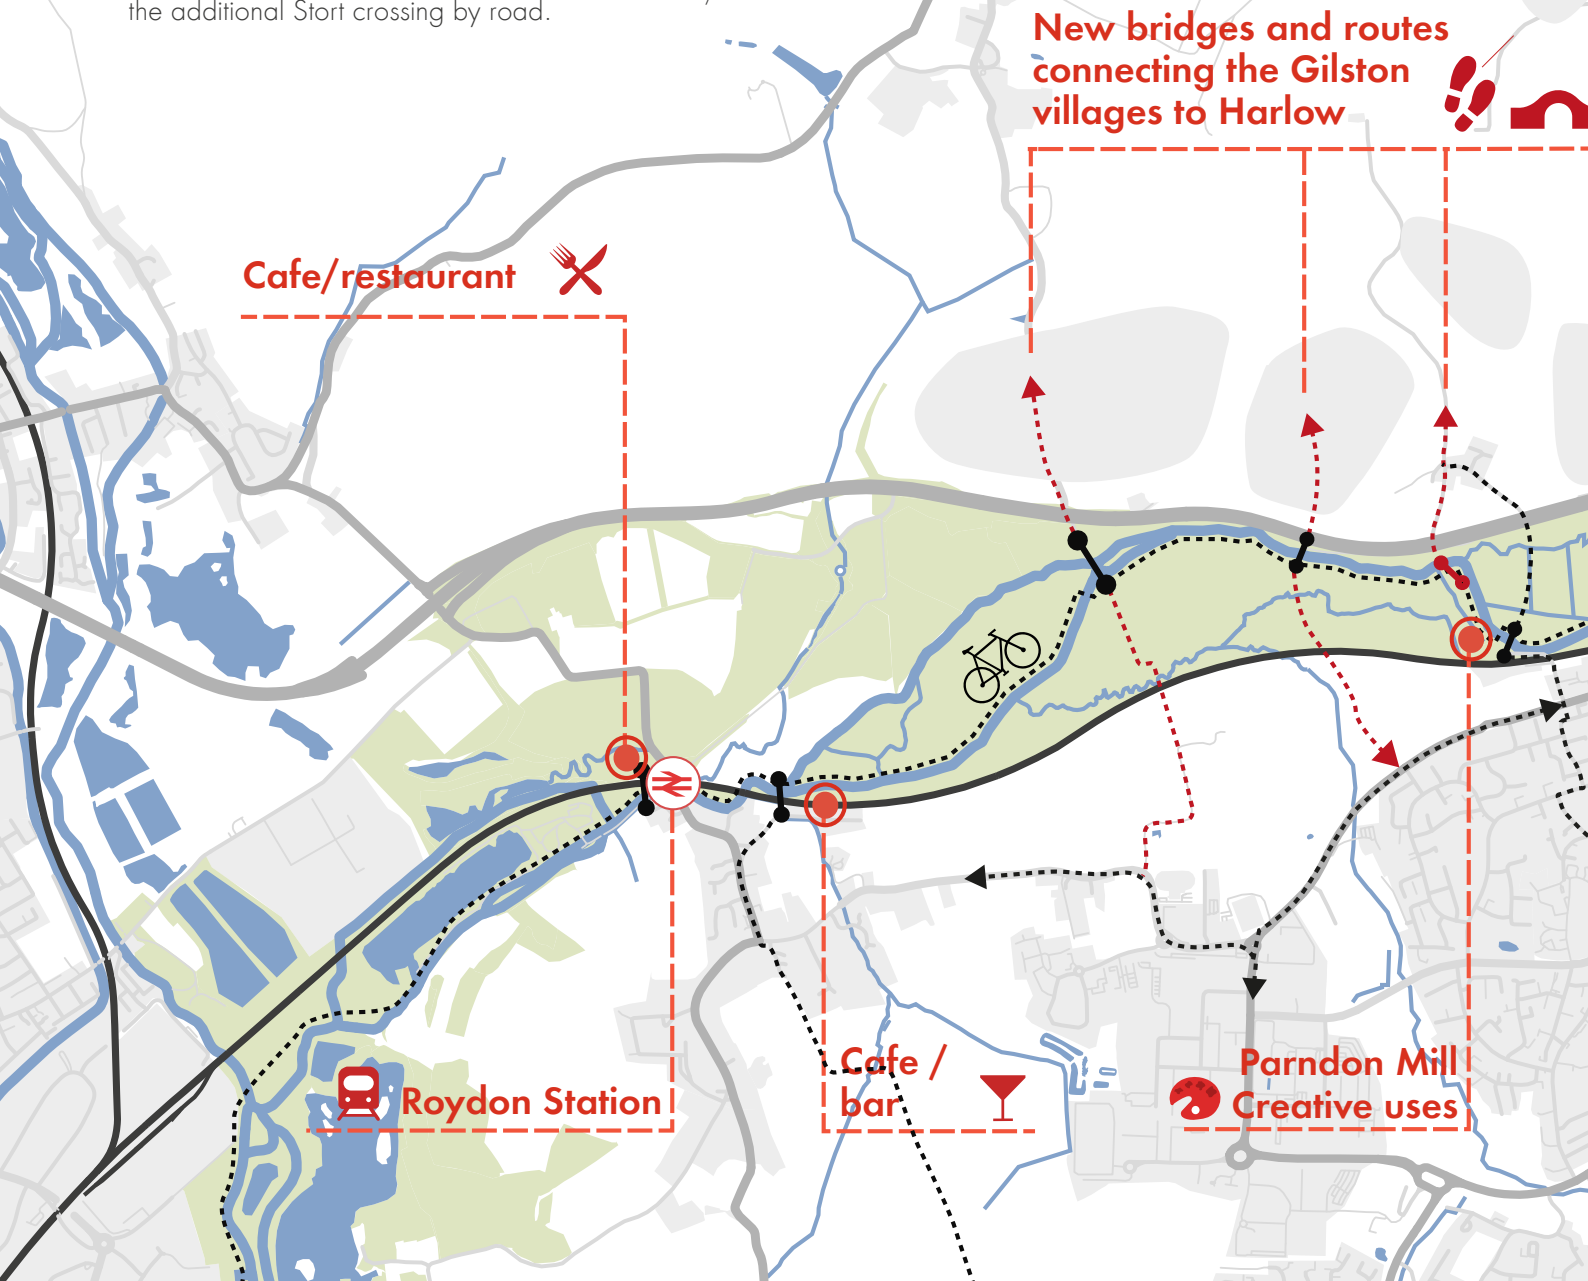 the additional Stort crossing by road.
New bridges and routes
connecting the Gilston
villages to Harlow
Cafe/restaurant
Cafe /
bar
Roydon Station
Parndon Mill
Creative uses